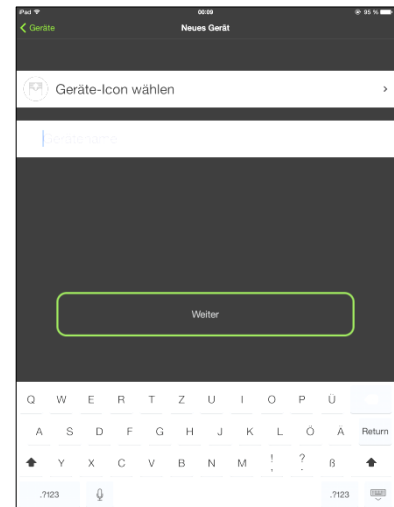 iPad 00:09 95 %
Geräte Neues Gerät
Geräte-Icon wählen
Gerätename
Weiter
Q W E R T Z U I O P Ü
A S D F G H J K L Ö Ä Return
Y X C V B N M ! , ? . ß
.?123 .?123